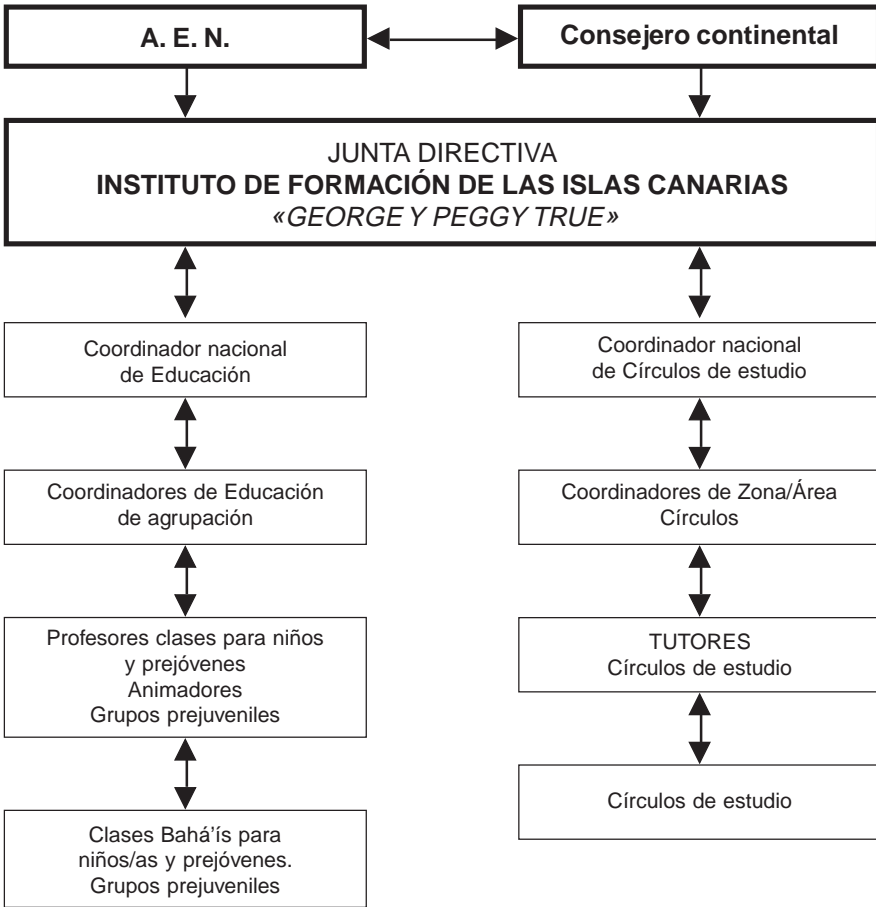 A. E. N.
Consejero continental
JUNTA DIRECTIVA
INSTITUTO DE FORMACIÓN DE LAS ISLAS CANARIAS
«GEORGE Y PEGGY TRUE»
Coordinador nacional
de Educación
Coordinador nacional
de Círculos de estudio
Coordinadores de Educación
de agrupación
Coordinadores de Zona/Área
Círculos
Profesores clases para niños
y prejóvenes
Animadores
Grupos prejuveniles
TUTORES
Círculos de estudio
Clases Bahá’ís para
niños/as y prejóvenes.
Grupos prejuveniles
Círculos de estudio